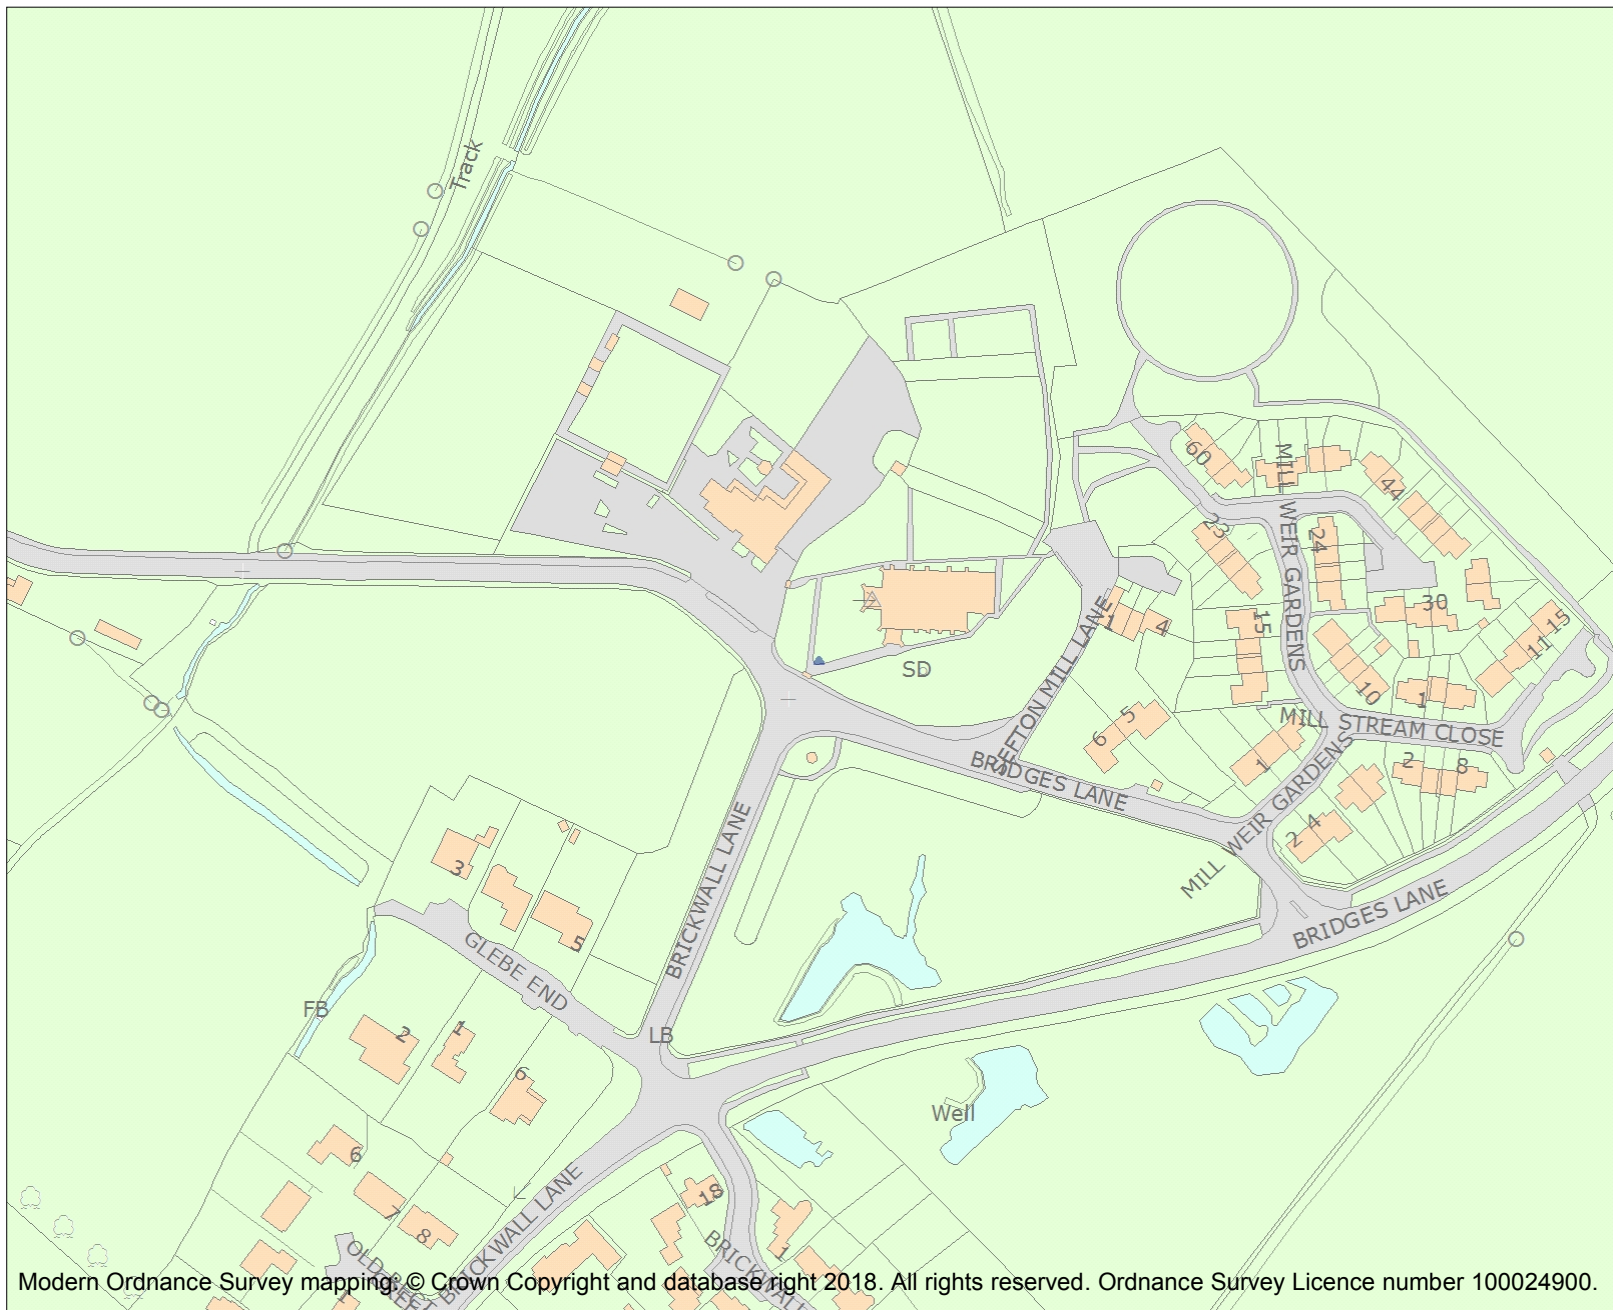 Track
60
MILL WEIR GARDENS
44
23
24
30
15
15
11
1
4
SEFTON MILL LANE
SD
10
1
MILL STREAM CLOSE
5
6
1
2
8
BRIDGES LANE
MILL WEIR GARDENS
2 4
BRICKWALL LANE
3
5
GLEBE END
BRIDGES LANE
FB
2
1
LB
6
Well
6
7
8
18
1
BRICKWALL LANE
BRICKWALL
1
Modern Ordnance Survey mapping: © Crown Copyright and database right 2018. All rights reserved. Ordnance Survey Licence number 100024900.